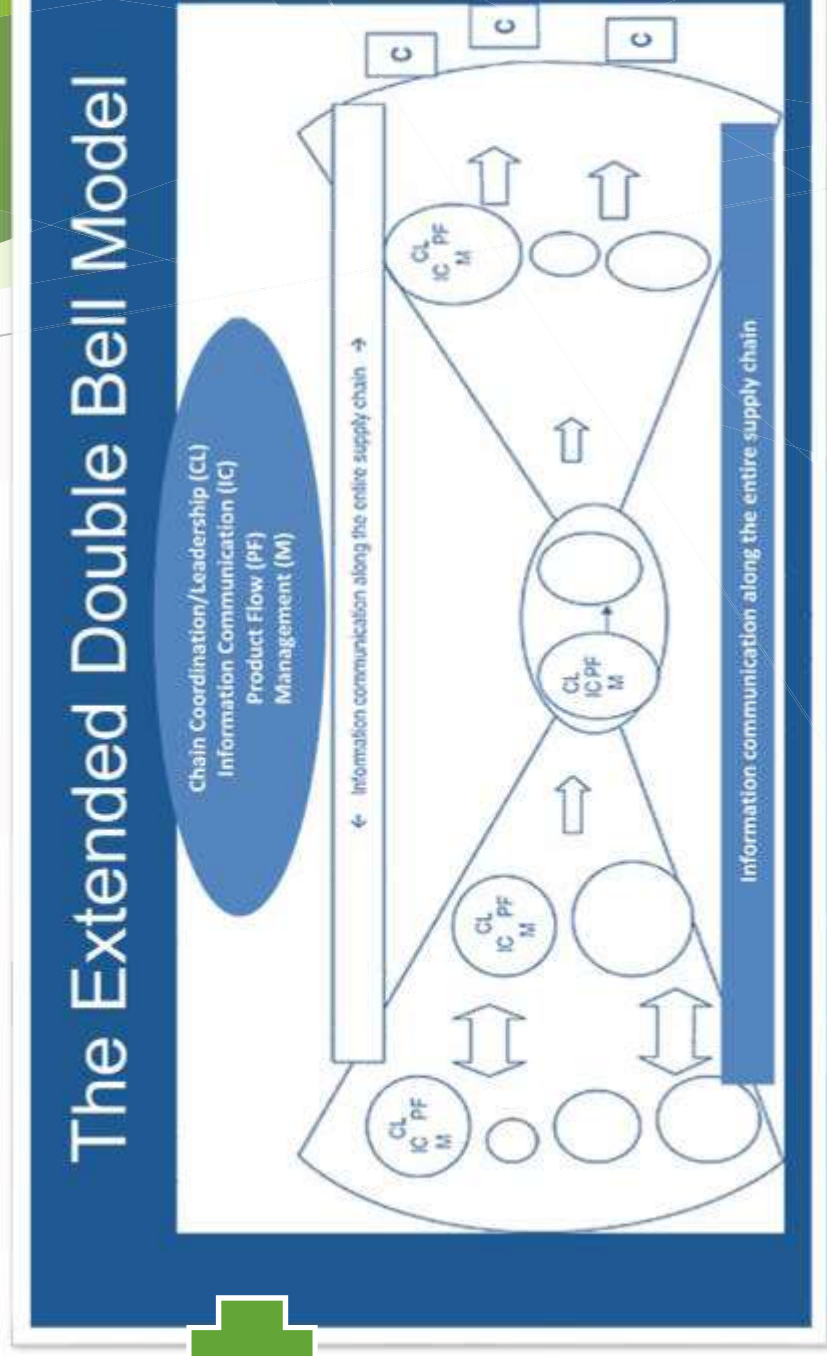 The Extended Double Bell Model
Chain Coordination/Leadership (CL)
Information Communication (IC)
Product Flow (PF)
Management (M)
← Information communication along the entire supply chain →
CL
IC PF
M
CL
IC PF
M
CL
IC PF
M
CL
IC PF
M
C
C
C
Information communication along the entire supply chain